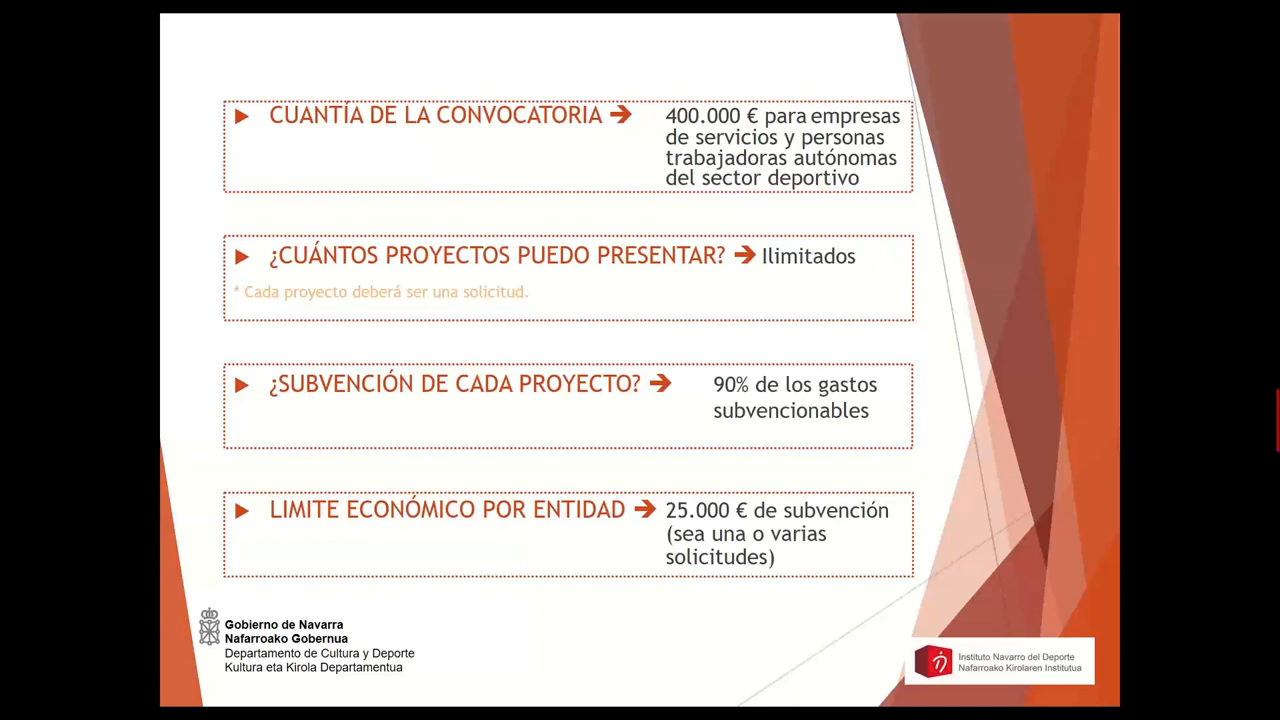 CUANTÍA DE LA CONVOCATORIA ➔ 400.000 € para empresas
de servicios y personas
trabajadoras autónomas
del sector deportivo
¿CUÁNTOS PROYECTOS PUEDO PRESENTAR? ➔ Ilimitados
* Cada proyecto deberá ser una solicitud.
¿SUBVENCIÓN DE CADA PROYECTO? ➔ 90% de los gastos
subvencionables
LIMITE ECONÓMICO POR ENTIDAD ➔ 25.000 € de subvención
(sea una o varias
solicitudes)
Gobierno de Navarra
Nafarroako Gobernua
Departamento de Cultura y Deporte
Kultura eta Kirola Departamentua
Instituto Navarro del Deporte
Nafarroako Kirolaren Institutua